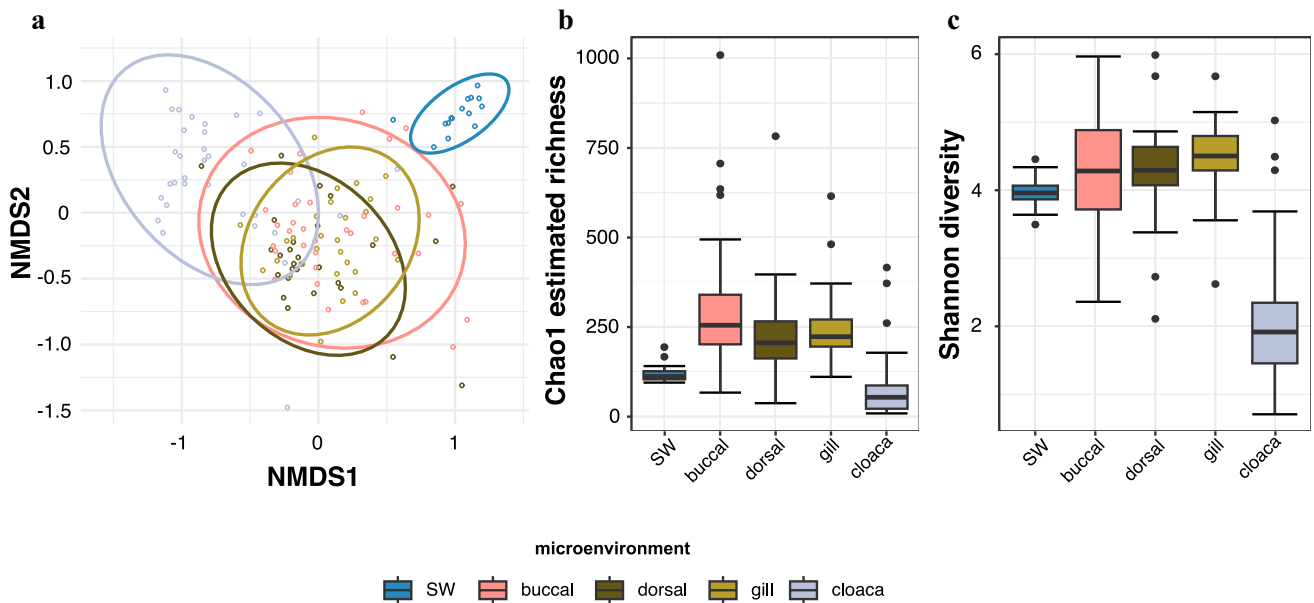 a
NMDS2
1.0
0.5
0
-0.5
-1.0
-1.5
-1
0
1
NMDS1
b
Chao1 estimated richness
1000
750
500
250
0
SW
buccal
dorsal
gill
cloaca
c
Shannon diversity
6
4
2
SW
buccal
dorsal
gill
cloaca
microenvironment
SW buccal dorsal gill cloaca